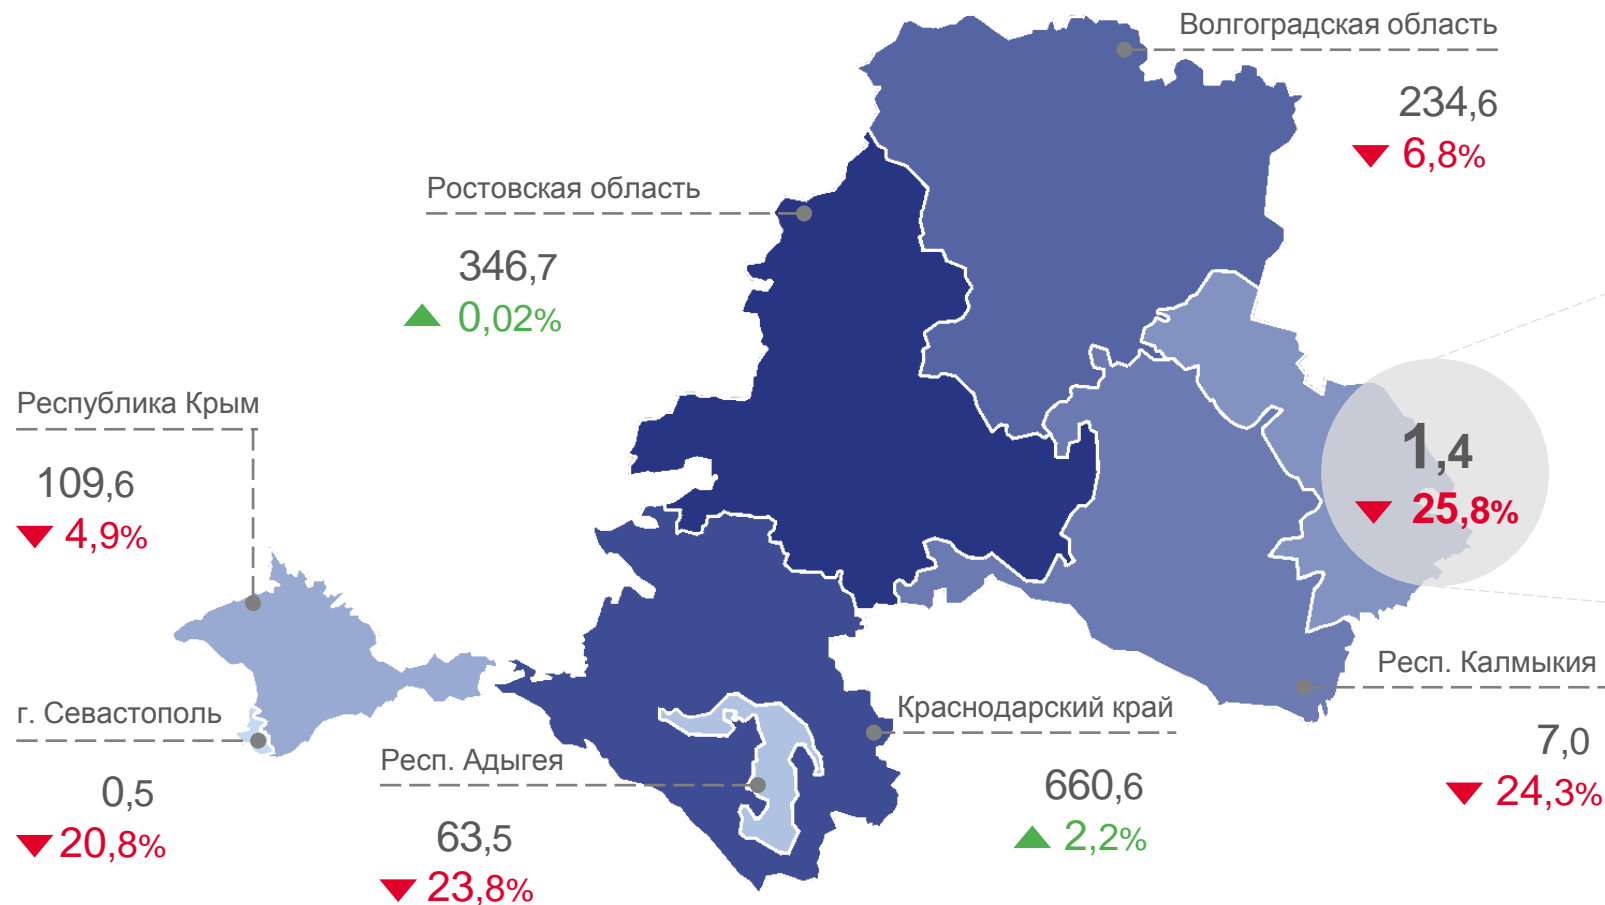 Волгоградская область
234,6
6,8%
Ростовская область
346,7
0,02%
Республика Крым
109,6
4,9%
1,4
25,8%
Респ. Калмыкия
7,0
24,3%
г. Севастополь
0,5
20,8%
Респ. Адыгея
63,5
23,8%
Краснодарский край
660,6
2,2%